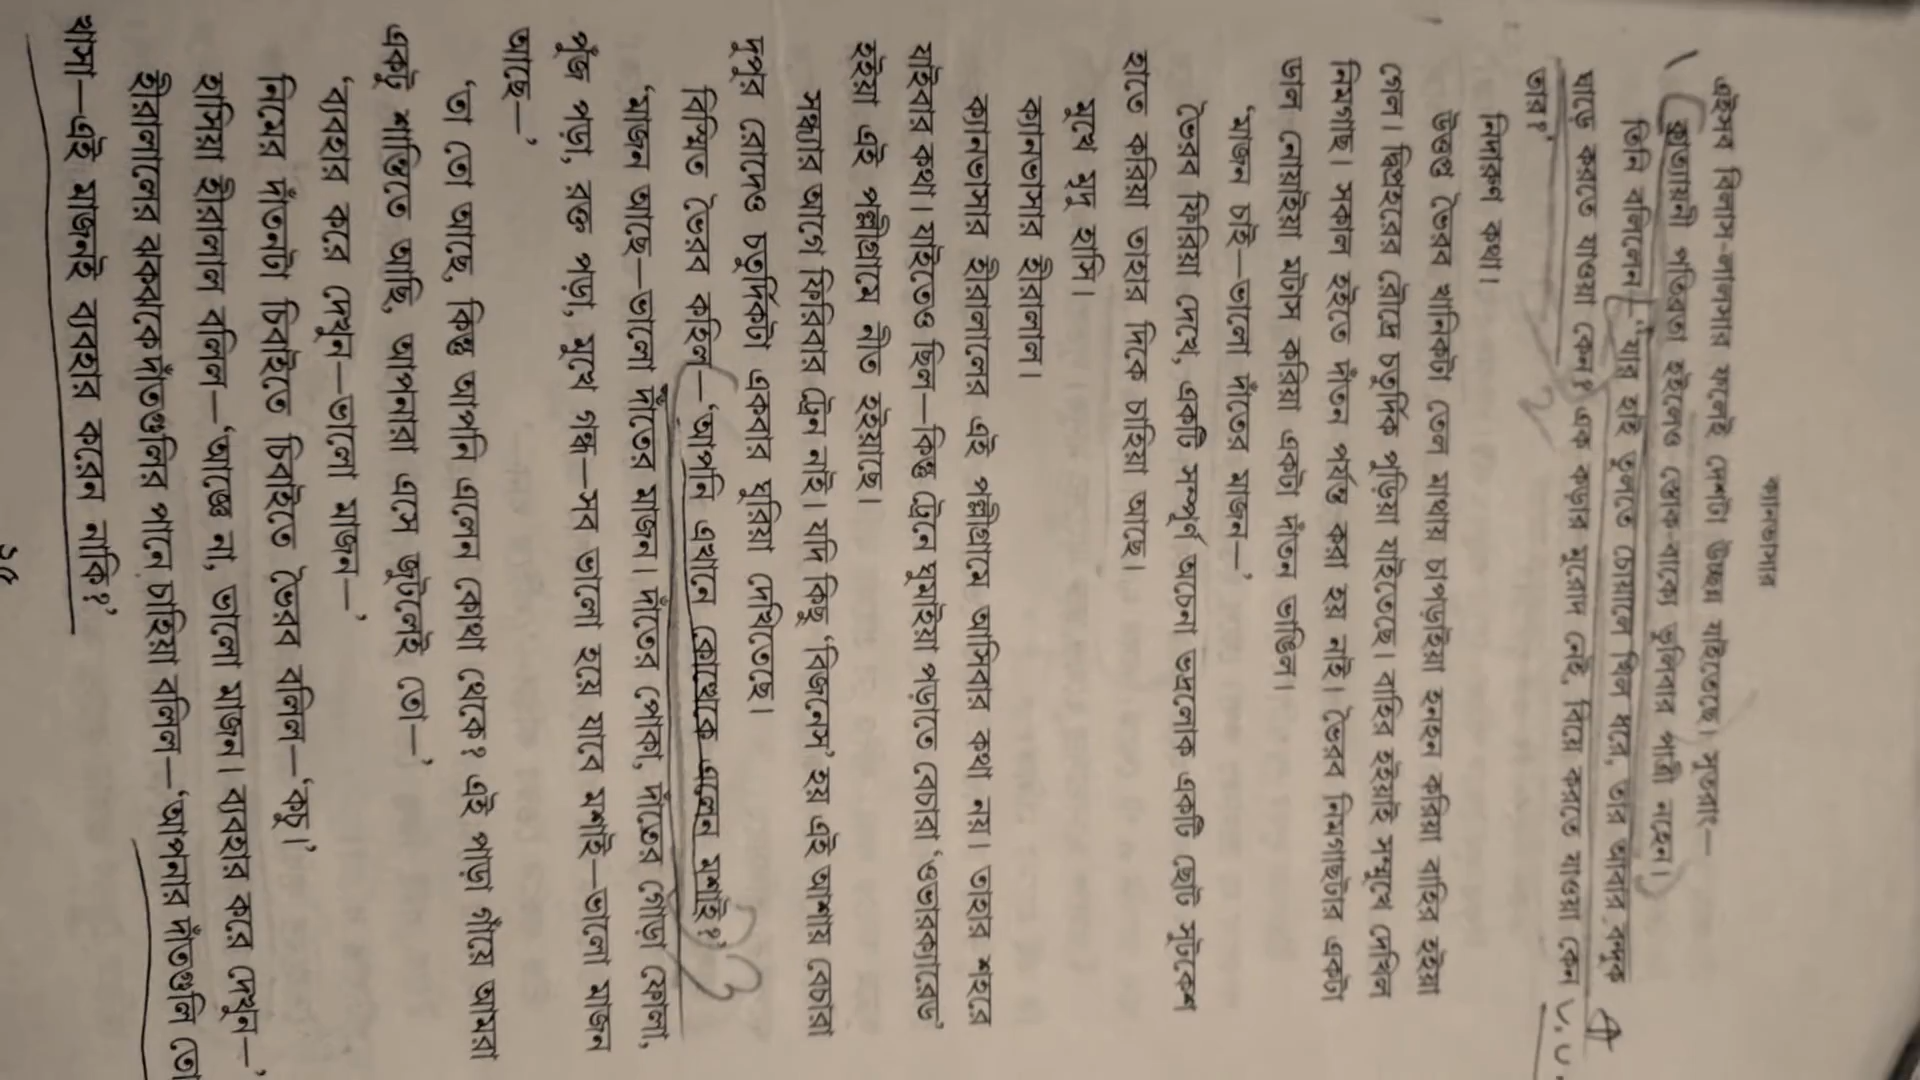 ক্যানভাসার
এইসব বিলাস-লালসার ফলেই দেশটা উচ্ছন্ন যাইতেছে। সুতরাং—
কাত্যায়নী পতিব্রতা হইলেও স্তোক-বাক্যে ভুলিবার পাত্রী নহেন।
তিনি বলিলেন—“যার হাই তুলতে চোয়ালে খিল ধরে, তার আবার বন্দুক
ঘাড়ে করতে যাওয়া কেন? এক কড়ার মুরোদ নেই, বিয়ে করতে যাওয়া কেন
তার?’
নিদারুণ কথা।
উত্তপ্ত ভৈরব খানিকটা তেল মাথায় চাপড়াইয়া হনহন করিয়া বাহির হইয়া
গেল। দ্বিপ্রহরের রৌদ্রে চতুর্দিক পুড়িয়া যাইতেছে। বাহির হইয়াই সম্মুখে দেখিল
নিমগাছ। সকাল হইতে দাঁতন পর্যন্ত করা হয় নাই। ভৈরব নিমগাছটার একটা
ডাল নোয়াইয়া মটাস করিয়া একটা দাঁতন ভাঙিল।
‘মাজন চাই—ভালো দাঁতের মাজন—’
ভৈরব ফিরিয়া দেখে, একটি সম্পূর্ণ অচেনা ভদ্রলোক একটি ছোট সুটকেশ
হাতে করিয়া তাহার দিকে চাহিয়া আছে।
মুখে মৃদু হাসি।
ক্যানভাসার হীরালাল।
ক্যানভাসার হীরালালের এই পল্লীগ্রামে আসিবার কথা নয়। তাহার শহরে
যাইবার কথা। যাইতেও ছিল—কিন্তু ট্রেনে ঘুমাইয়া পড়াতে বেচারা ‘ওভারক্যারেড’
হইয়া এই পল্লীগ্রামে নীত হইয়াছে।
সন্ধ্যার আগে ফিরিবার ট্রেন নাই। যদি কিছু ‘বিজনেস’ হয় এই আশায় বেচারা
দুপুর রোদেও চতুর্দিকটা একবার ঘুরিয়া দেখিতেছে।
বিস্মিত ভৈরব কহিল—‘আপনি এখানে কোত্থেকে এলেন মশাই?’
‘মাজন আছে—ভালো দাঁতের মাজন। দাঁতের পোকা, দাঁতের গোড়া ফোলা,
পুঁজ পড়া, রক্ত পড়া, মুখে গন্ধ—সব ভালো হয়ে যাবে মশাই—ভালো মাজন
আছে—’
‘তা তো আছে, কিন্তু আপনি এলেন কোথা থেকে? এই পাড়া গাঁয়ে আমরা
একটু শান্তিতে আছি, আপনারা এসে জুটলেই তো—’
‘ব্যবহার করে দেখুন—ভালো মাজন—’
নিমের দাঁতনটা চিবাইতে চিবাইতে ভৈরব বলিল—‘কচু।’
হাসিয়া হীরালাল বলিল—‘আজ্ঞে না, ভালো মাজন। ব্যবহার করে দেখুন—’
হীরালালের ঝকঝকে দাঁতগুলির পানে চাহিয়া বলিল—‘আপনার দাঁতগুলি তো
খাসা—এই মাজনই ব্যবহার করেন নাকি?’